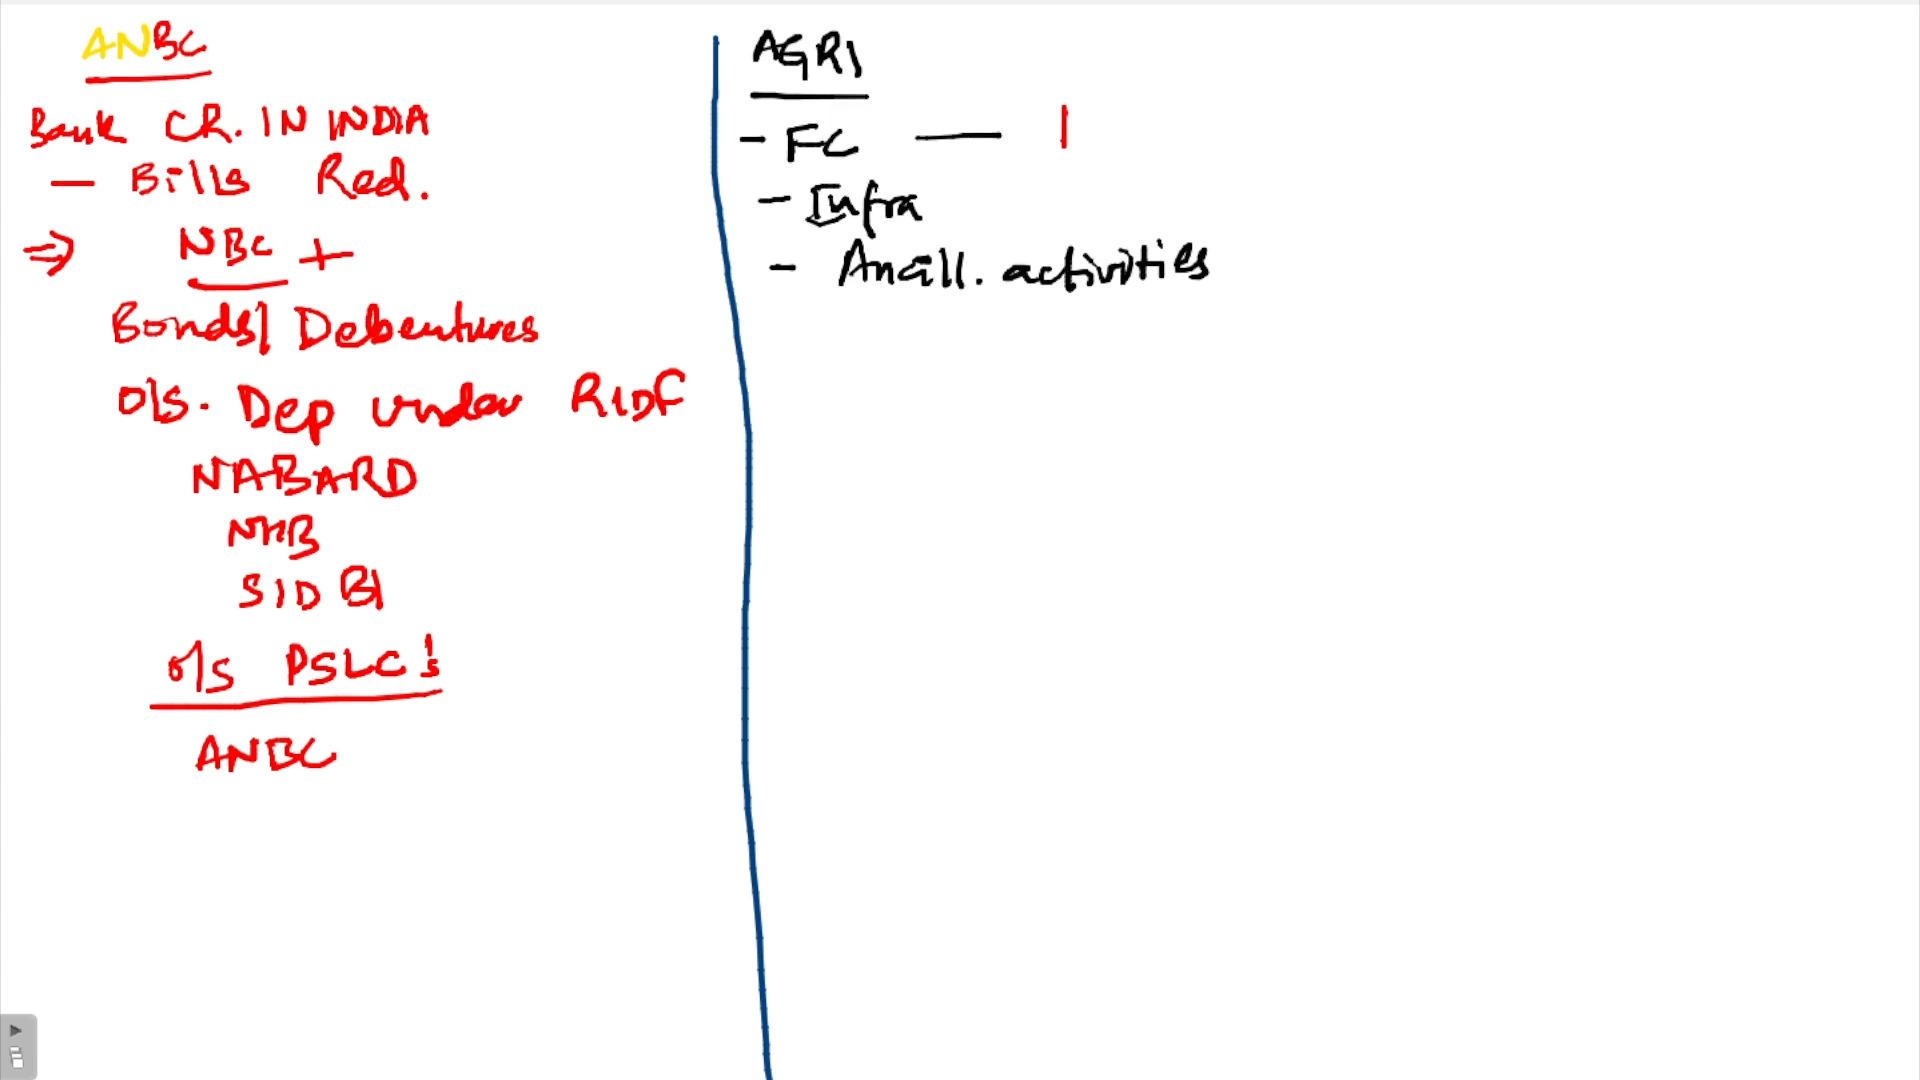 ANBC
Bank CR. IN INDIA
- Bills Red.
⇒ NBC +
Bonds/ Debentures
O/S. Dep under RIDF
NABARD
NHB
SIDBI
O/S PSLC's
ANBC
AGRI
- FC — |
- Infra
- Ancill. activities